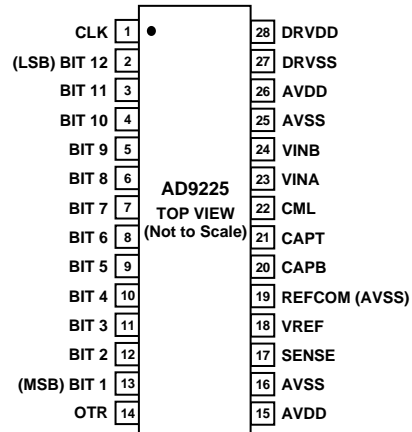 CLK 1 28 DRVDD
(LSB) BIT 12 2 27 DRVSS
BIT 11 3 26 AVDD
BIT 10 4 25 AVSS
BIT 9 5 24 VINB
BIT 8 6 23 VINA
BIT 7 7 22 CML
BIT 6 8 21 CAPT
BIT 5 9 20 CAPB
BIT 4 10 19 REFCOM (AVSS)
BIT 3 11 18 VREF
BIT 2 12 17 SENSE
(MSB) BIT 1 13 16 AVSS
OTR 14 15 AVDD
AD9225
TOP VIEW
(Not to Scale)